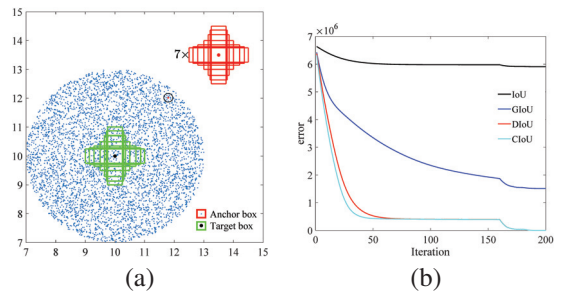 15
14
13
12
11
10
9
8
7
7 8 9 10 11 12 13 14 15
7×
Anchor box
Target box
(a)
×10⁶
7
6
5
4
3
2
1
0
error
0 50 100 150 200
Iteration
IoU
GIoU
DIoU
CIoU
(b)